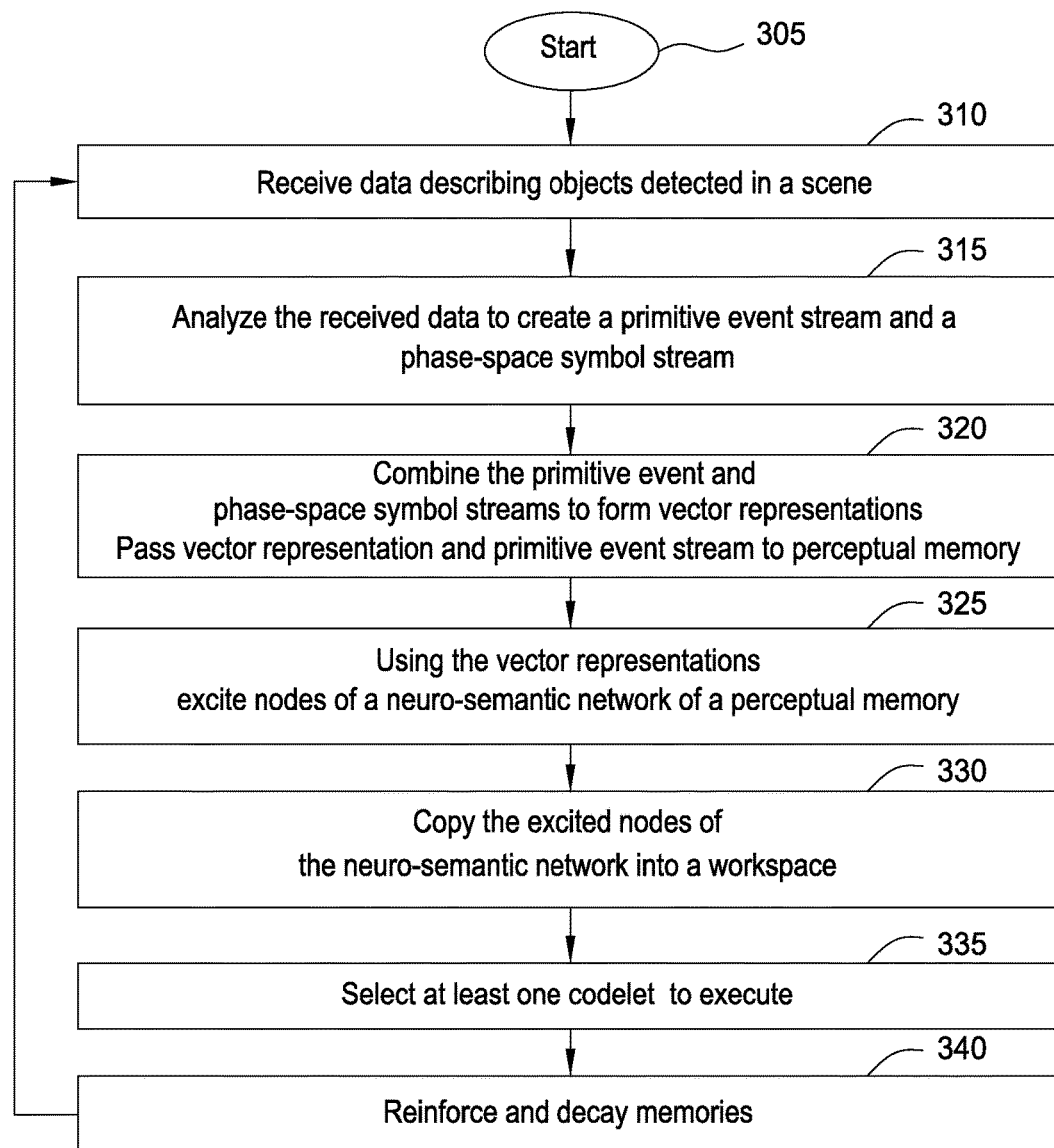 Start
305
310
Receive data describing objects detected in a scene
315
Analyze the received data to create a primitive event stream and a
phase-space symbol stream
320
Combine the primitive event and
phase-space symbol streams to form vector representations
Pass vector representation and primitive event stream to perceptual memory
325
Using the vector representations
excite nodes of a neuro-semantic network of a perceptual memory
330
Copy the excited nodes of
the neuro-semantic network into a workspace
335
Select at least one codelet to execute
340
Reinforce and decay memories